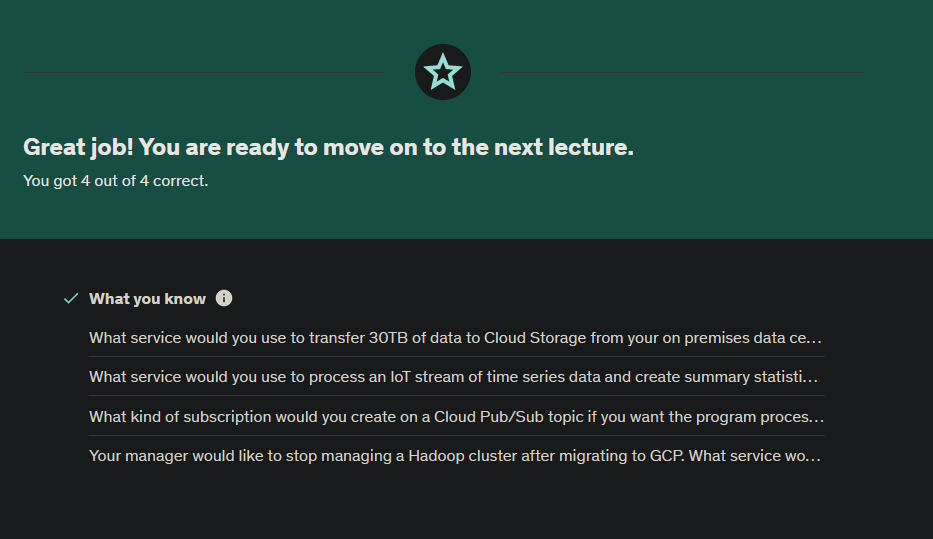 Great job! You are ready to move on to the next lecture.
You got 4 out of 4 correct.
What you know
What service would you use to transfer 30TB of data to Cloud Storage from your on premises data ce...
What service would you use to process an IoT stream of time series data and create summary statisti...
What kind of subscription would you create on a Cloud Pub/Sub topic if you want the program proces...
Your manager would like to stop managing a Hadoop cluster after migrating to GCP. What service wo...